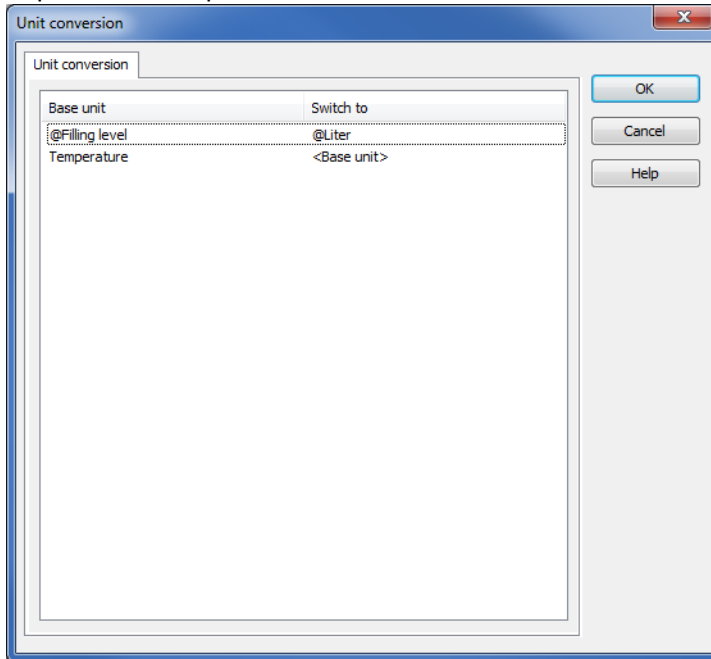 Unit conversion
Unit conversion
OK
Base unit Switch to
@Filling level @Liter
Cancel
Temperature <Base unit>
Help